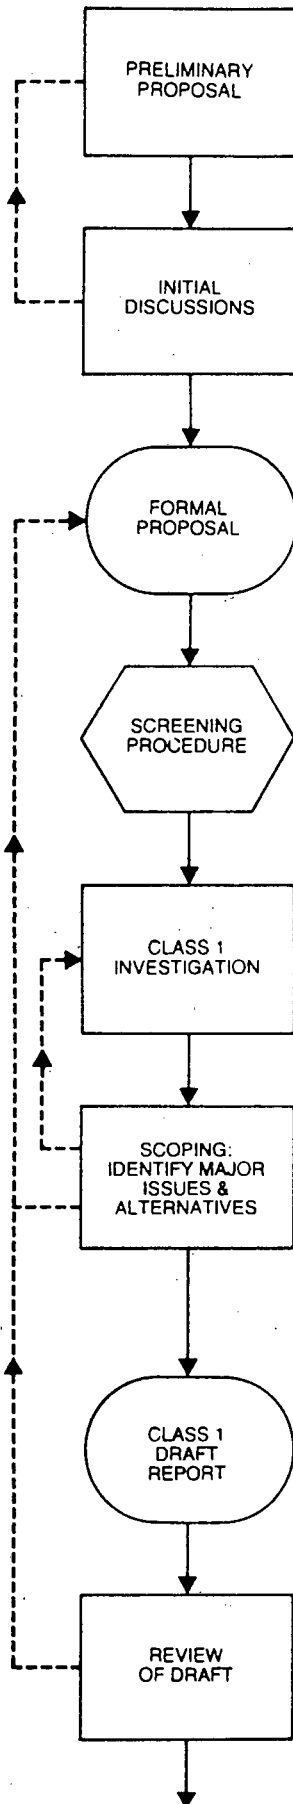 PRELIMINARY
PROPOSAL
INITIAL
DISCUSSIONS
FORMAL
PROPOSAL
SCREENING
PROCEDURE
CLASS 1
INVESTIGATION
SCOPING:
IDENTIFY MAJOR
ISSUES &
ALTERNATIVES
CLASS 1
DRAFT
REPORT
REVIEW
OF DRAFT